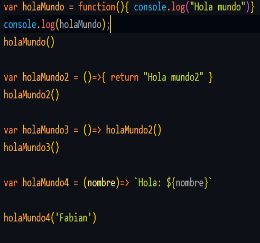 var holaMundo = function(){ console.log("Hola mundo")}
console.log(holaMundo);
holaMundo()
var holaMundo2 = ()=>{ return "Hola mundo2" }
holaMundo2()
var holaMundo3 = ()=> holaMundo2()
holaMundo3()
var holaMundo4 = (nombre)=> `Hola: ${nombre}`
holaMundo4('Fabian')